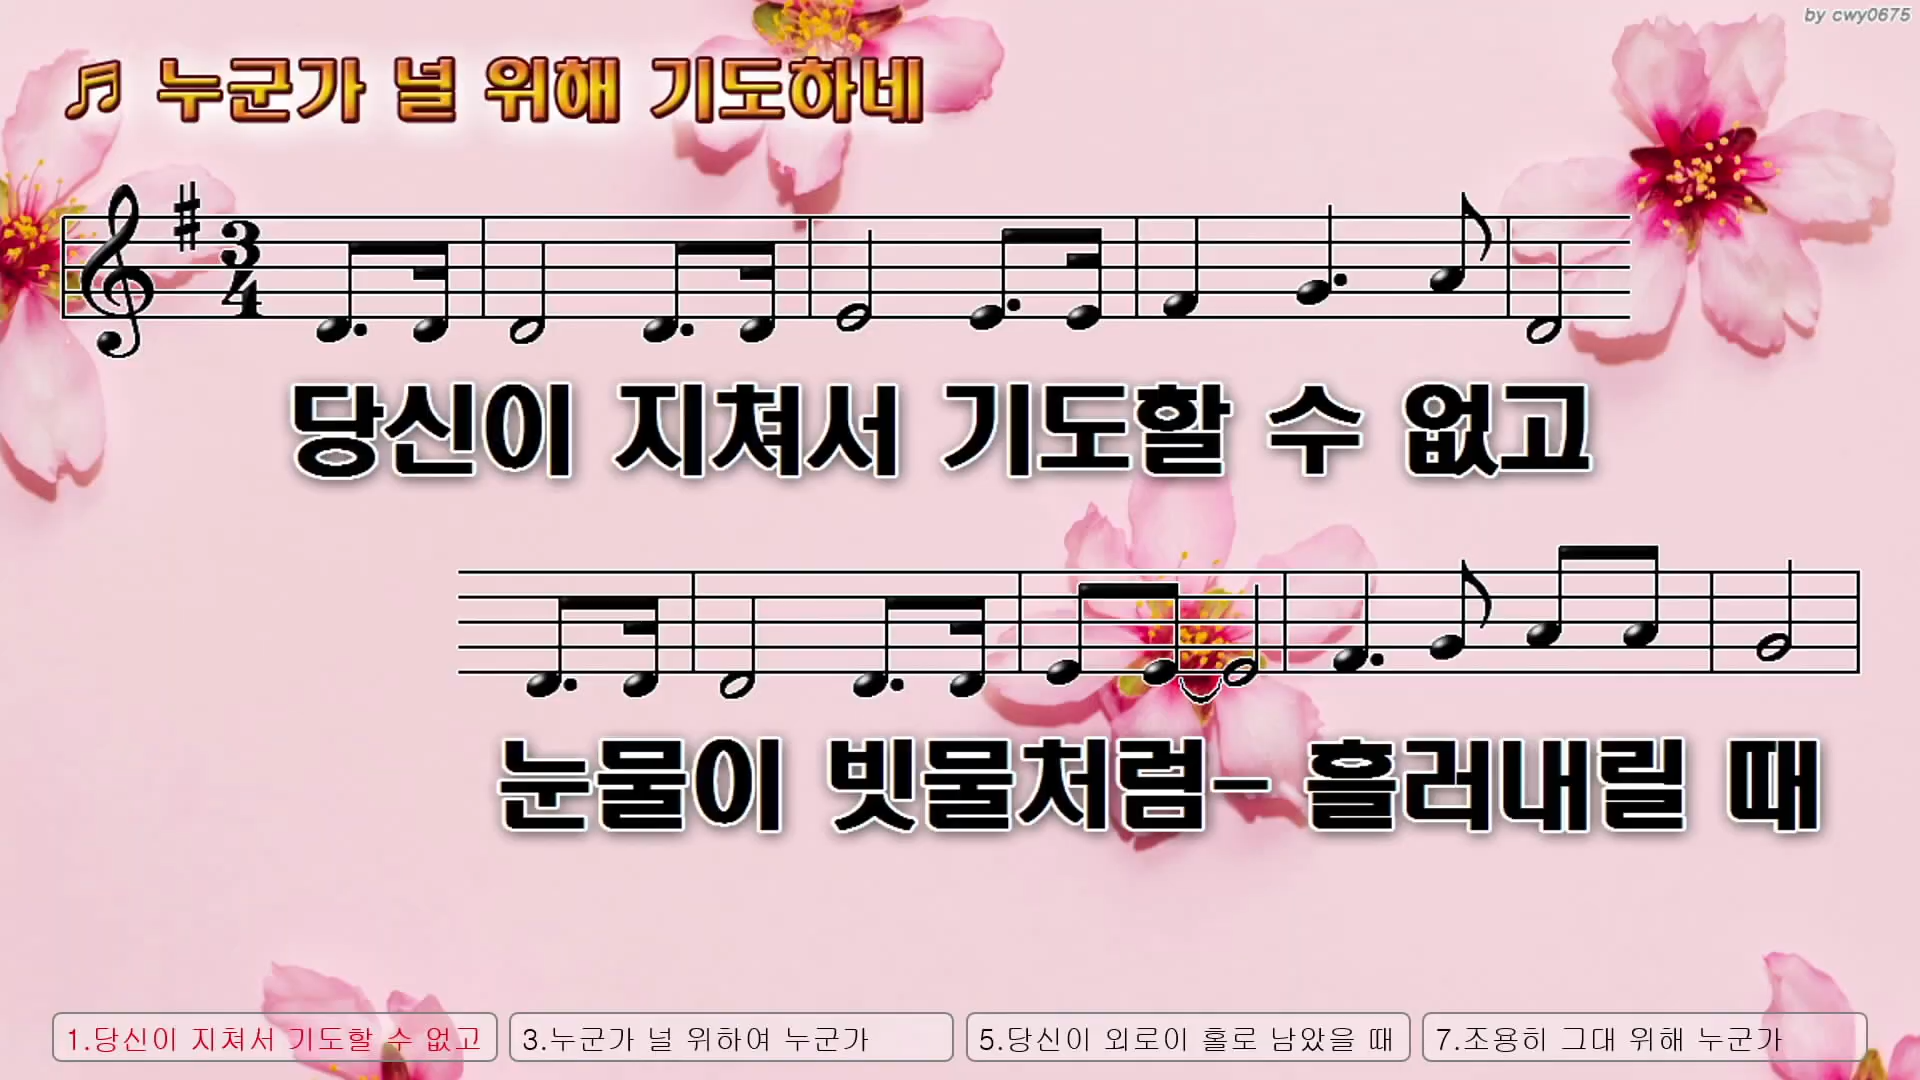 by cwy0675
♬ 누군가 널 위해 기도하네
3
4
당신이 지쳐서 기도할 수 없고
눈물이 빗물처럼- 흘러내릴 때
1.당신이 지쳐서 기도할 수 없고
3.누군가 널 위하여 누군가
5.당신이 외로이 홀로 남았을 때
7.조용히 그대 위해 누군가